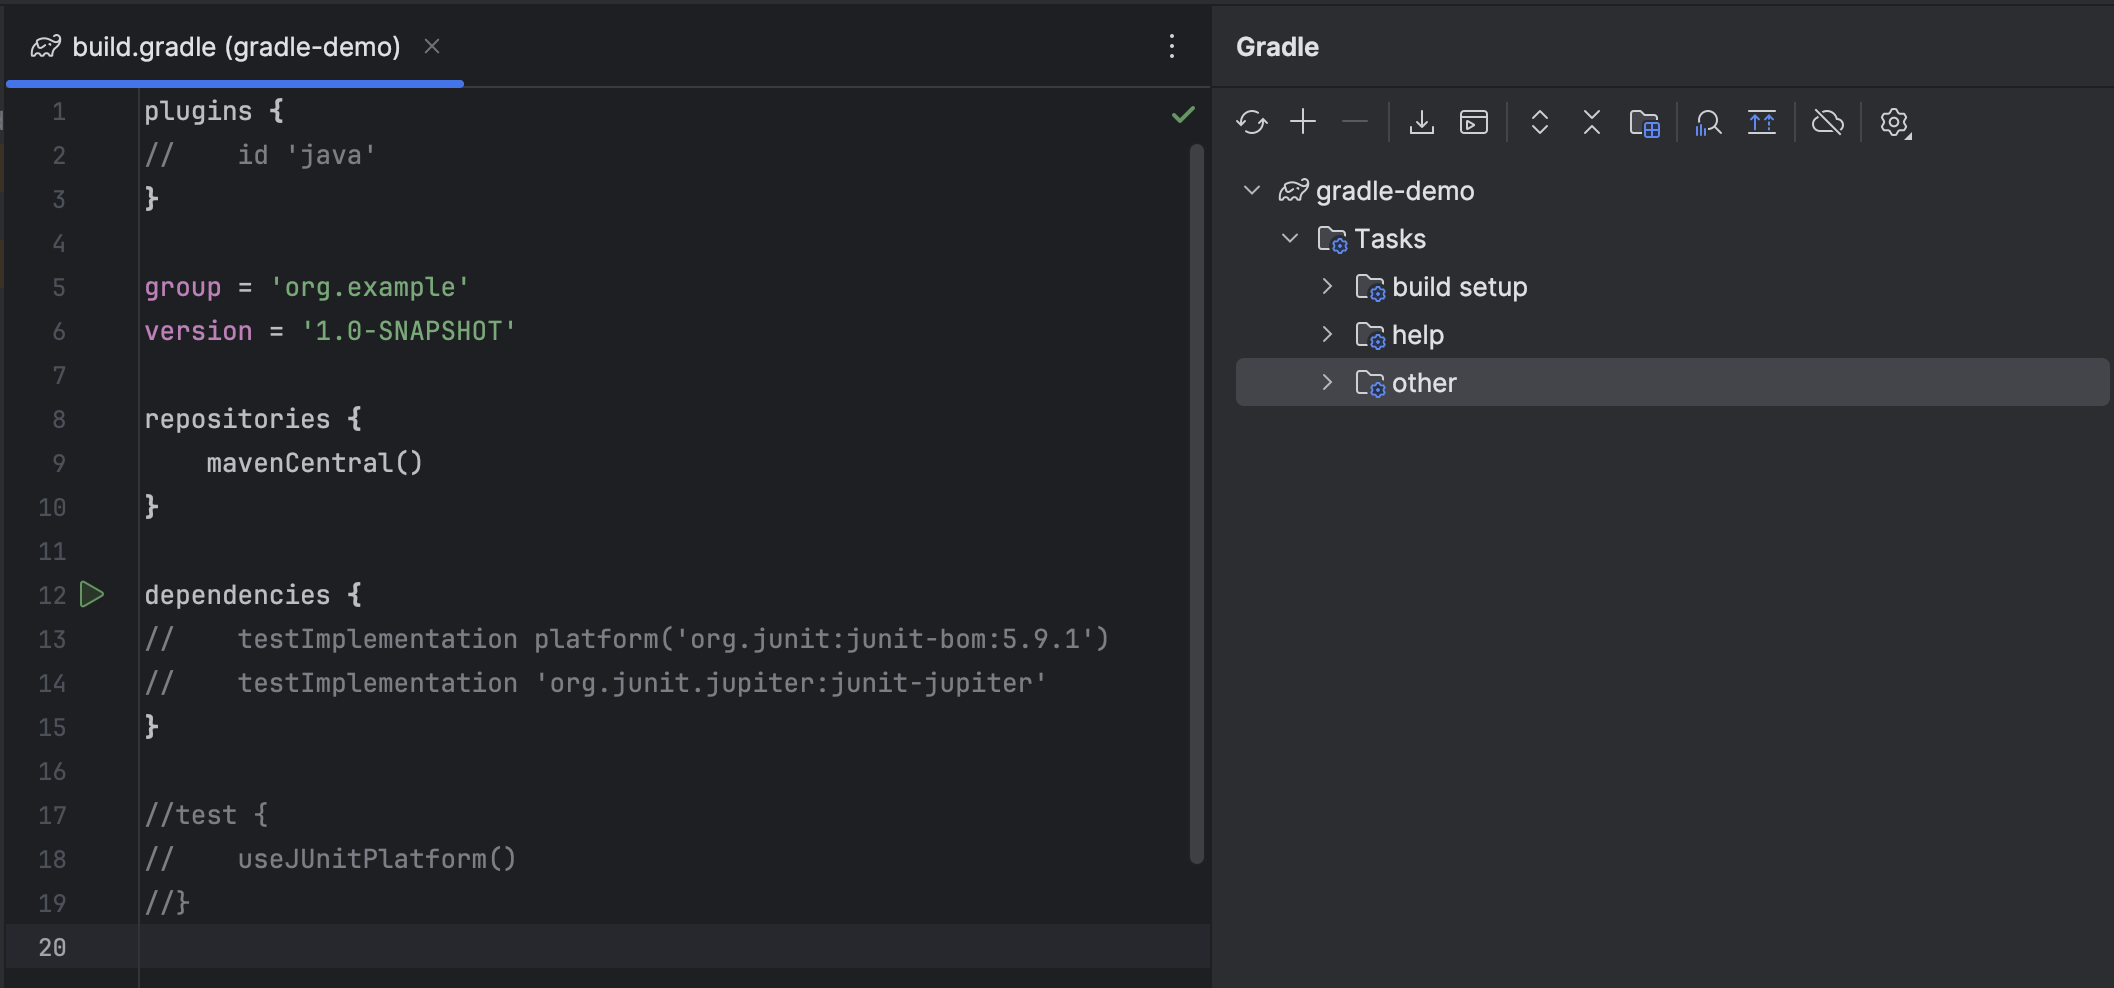 build.gradle (gradle-demo)
1 plugins {
2 //    id 'java'
3 }
4
5 group = 'org.example'
6 version = '1.0-SNAPSHOT'
7
8 repositories {
9     mavenCentral()
10 }
11
12 dependencies {
13 //    testImplementation platform('org.junit:junit-bom:5.9.1')
14 //    testImplementation 'org.junit.jupiter:junit-jupiter'
15 }
16
17 //test {
18 //    useJUnitPlatform()
19 //}
20
Gradle
gradle-demo
Tasks
build setup
help
other